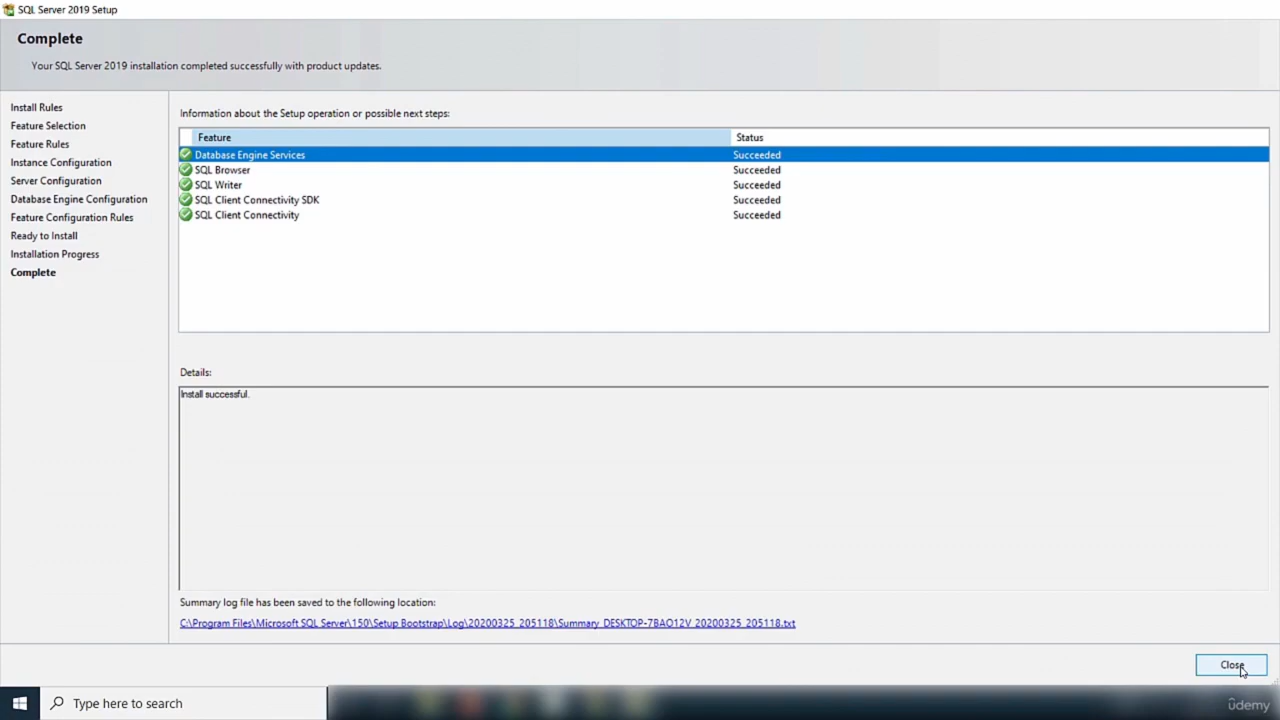 SQL Server 2019 Setup
Complete
Your SQL Server 2019 installation completed successfully with product updates.
Install Rules
Feature Selection
Feature Rules
Instance Configuration
Server Configuration
Database Engine Configuration
Feature Configuration Rules
Ready to Install
Installation Progress
Complete
Information about the Setup operation or possible next steps:
Feature Status
Database Engine Services Succeeded
SQL Browser Succeeded
SQL Writer Succeeded
SQL Client Connectivity SDK Succeeded
SQL Client Connectivity Succeeded
Details:
Install successful.
Summary log file has been saved to the following location:
C:\Program Files\Microsoft SQL Server\150\Setup Bootstrap\Log\20200325_205118\Summary_DESKTOP-7BAO12V_20200325_205118.txt
Close
Type here to search
ûdemy